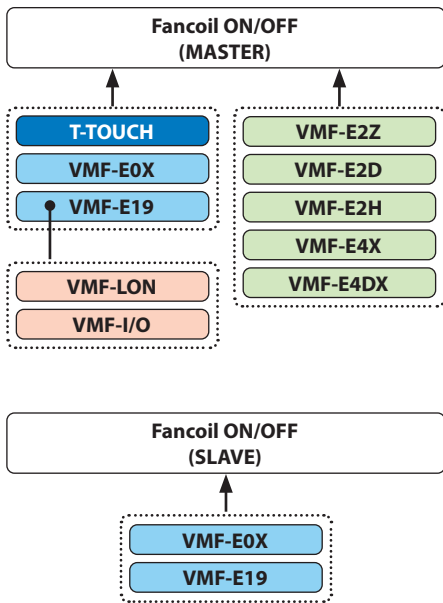 Fancoil ON/OFF
(MASTER)
T-TOUCH
VMF-E0X
VMF-E19
VMF-LON
VMF-I/O
VMF-E2Z
VMF-E2D
VMF-E2H
VMF-E4X
VMF-E4DX
Fancoil ON/OFF
(SLAVE)
VMF-E0X
VMF-E19